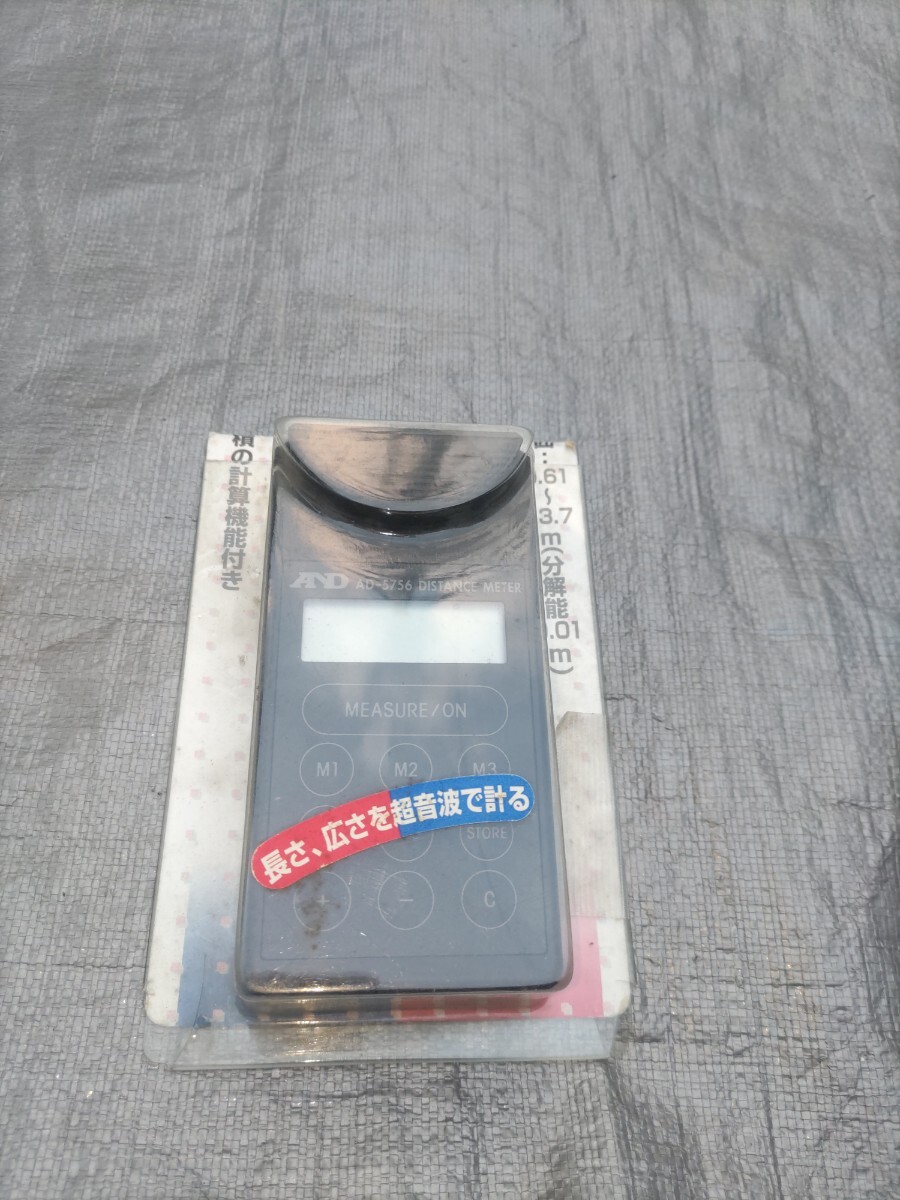 積の計算機能付き
.61
〜
3.7
m(分解能
.01
m)
AND AD-5756 DISTANCE METER
MEASURE/ON
M1 M2 M3
長さ、広さを超音波で計る
STORE
+ − C